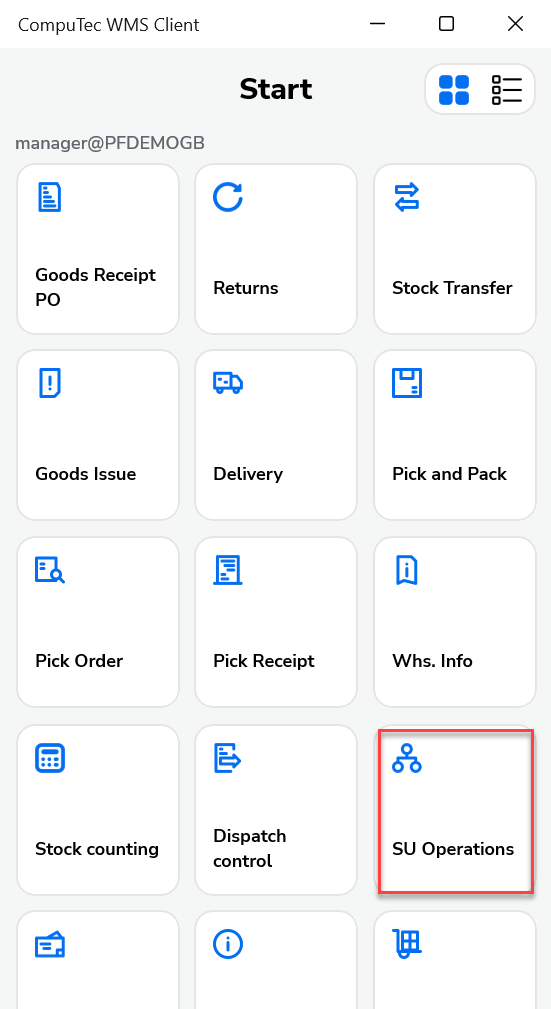 CompuTec WMS Client
Start
manager@PFDEMOGB
Goods Receipt
PO
Returns
Stock Transfer
Goods Issue
Delivery
Pick and Pack
Pick Order
Pick Receipt
Whs. Info
Stock counting
Dispatch
control
SU Operations